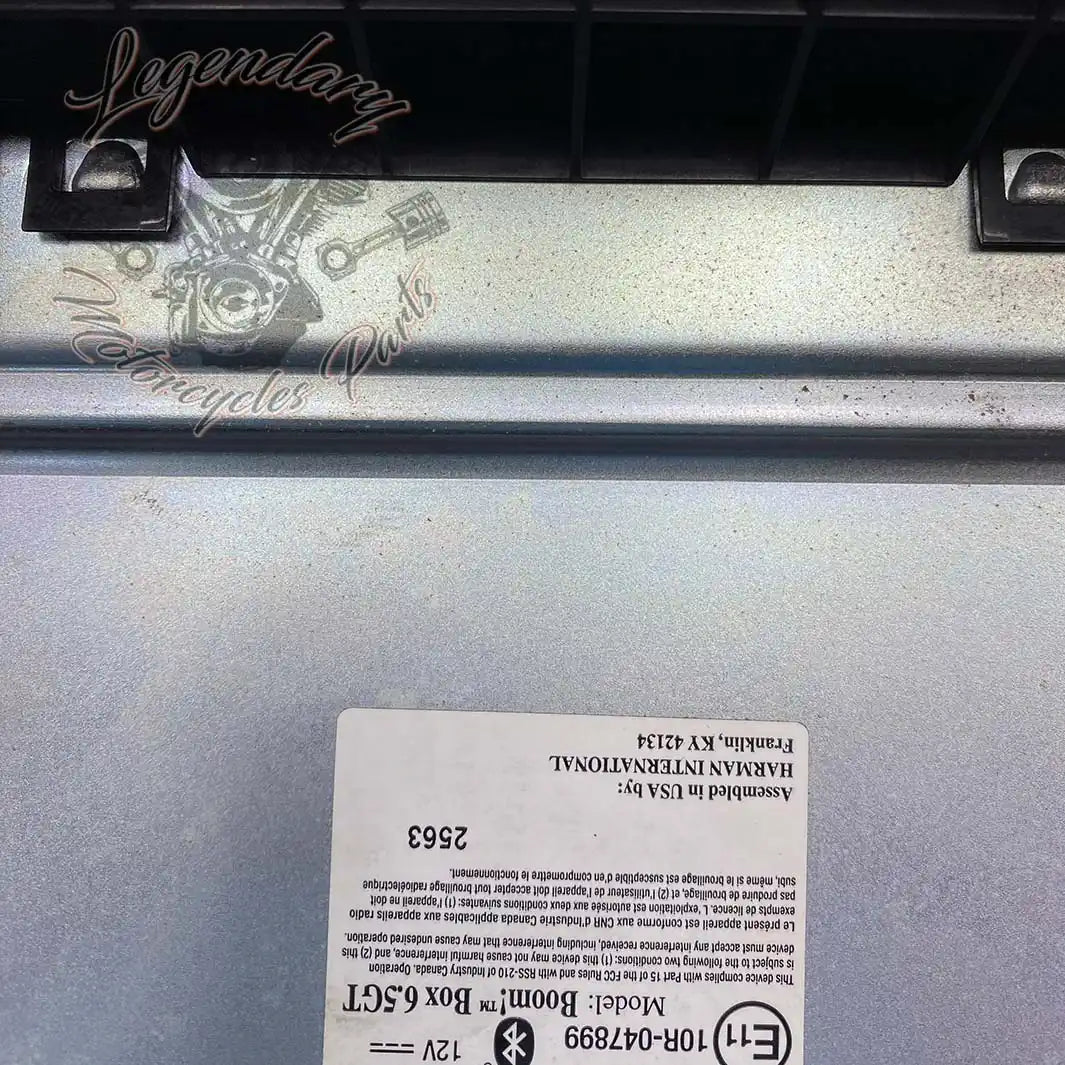 Legendary
Motorcycles Parts
12V
E11 10R-047899
Model: Boom!™ Box 6.5GT
This device complies with Part 15 of the FCC Rules and with RSS-210 of Industry Canada. Operation
is subject to the following two conditions: (1) this device may not cause harmful interference, and (2) this
device must accept any interference received, including interference that may cause undesired operation.
Le présent appareil est conforme aux CNR d'Industrie Canada applicables aux appareils radio
exempts de licence. L'exploitation est autorisée aux deux conditions suivantes: (1) l'appareil ne doit
pas produire de brouillage, et (2) l'utilisateur de l'appareil doit accepter tout brouillage radioélectrique
subi, même si le brouillage est susceptible d'en compromettre le fonctionnement.
2563
Assembled in USA by:
HARMAN INTERNATIONAL
Franklin, KY 42134